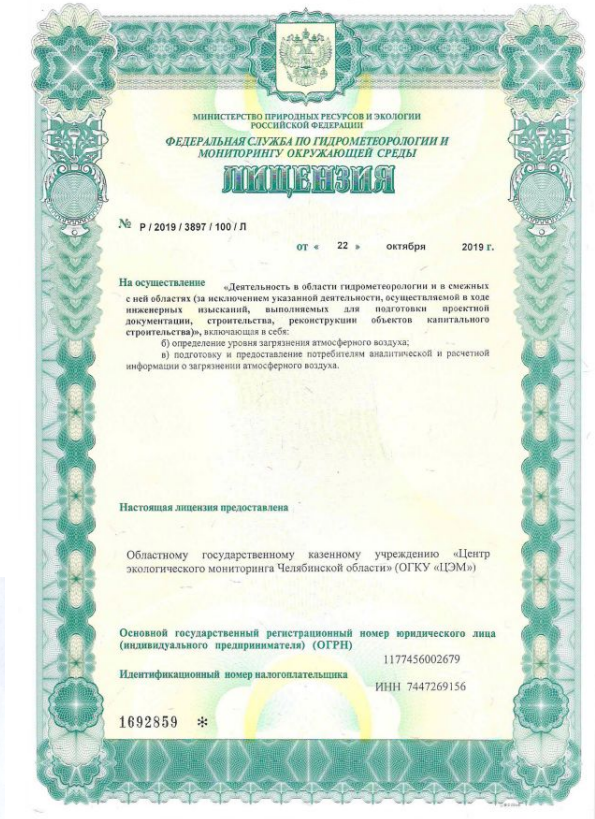 МИНИСТЕРСТВО ПРИРОДНЫХ РЕСУРСОВ И ЭКОЛОГИИ
РОССИЙСКОЙ ФЕДЕРАЦИИ
ФЕДЕРАЛЬНАЯ СЛУЖБА ПО ГИДРОМЕТЕОРОЛОГИИ И
МОНИТОРИНГУ ОКРУЖАЮЩЕЙ СРЕДЫ
ЛИЦЕНЗИЯ
№ Р / 2019 / 3897 / 100 / Л
от « 22 » октября 2019 г.
На осуществление «Деятельность в области гидрометеорологии и в смежных
с ней областях (за исключением указанной деятельности, осуществляемой в ходе
инженерных изысканий, выполняемых для подготовки проектной
документации, строительства, реконструкции объектов капитального
строительства)», включающая в себя:
б) определение уровня загрязнения атмосферного воздуха;
в) подготовку и предоставление потребителям аналитической и расчетной
информации о загрязнении атмосферного воздуха.
Настоящая лицензия предоставлена
Областному государственному казенному учреждению «Центр
экологического мониторинга Челябинской области» (ОГКУ «ЦЭМ»)
Основной государственный регистрационный номер юридического лица
(индивидуального предпринимателя) (ОГРН)
1177456002679
Идентификационный номер налогоплательщика
ИНН 7447269156
1692859 *